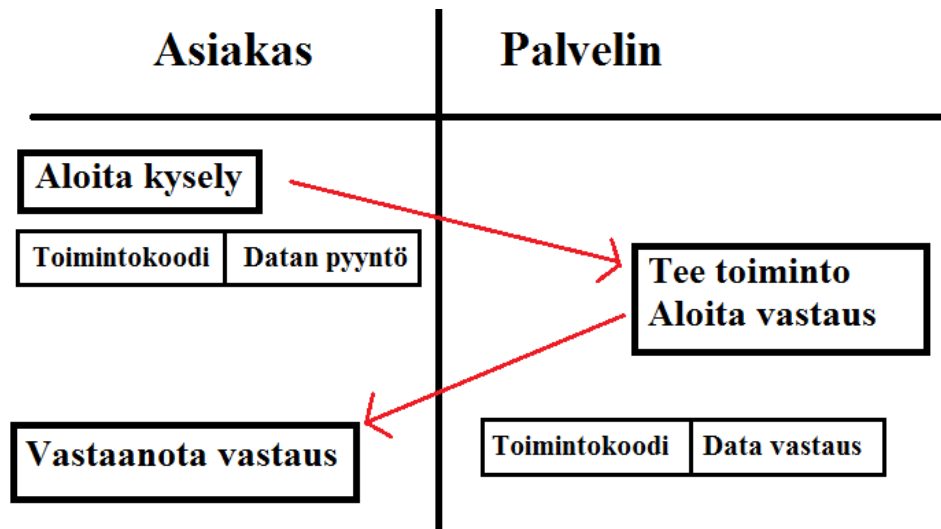 Asiakas
Palvelin
Aloita kysely
Toimintokoodi
Datan pyyntö
Tee toiminto
Aloita vastaus
Vastaanota vastaus
Toimintokoodi
Data vastaus